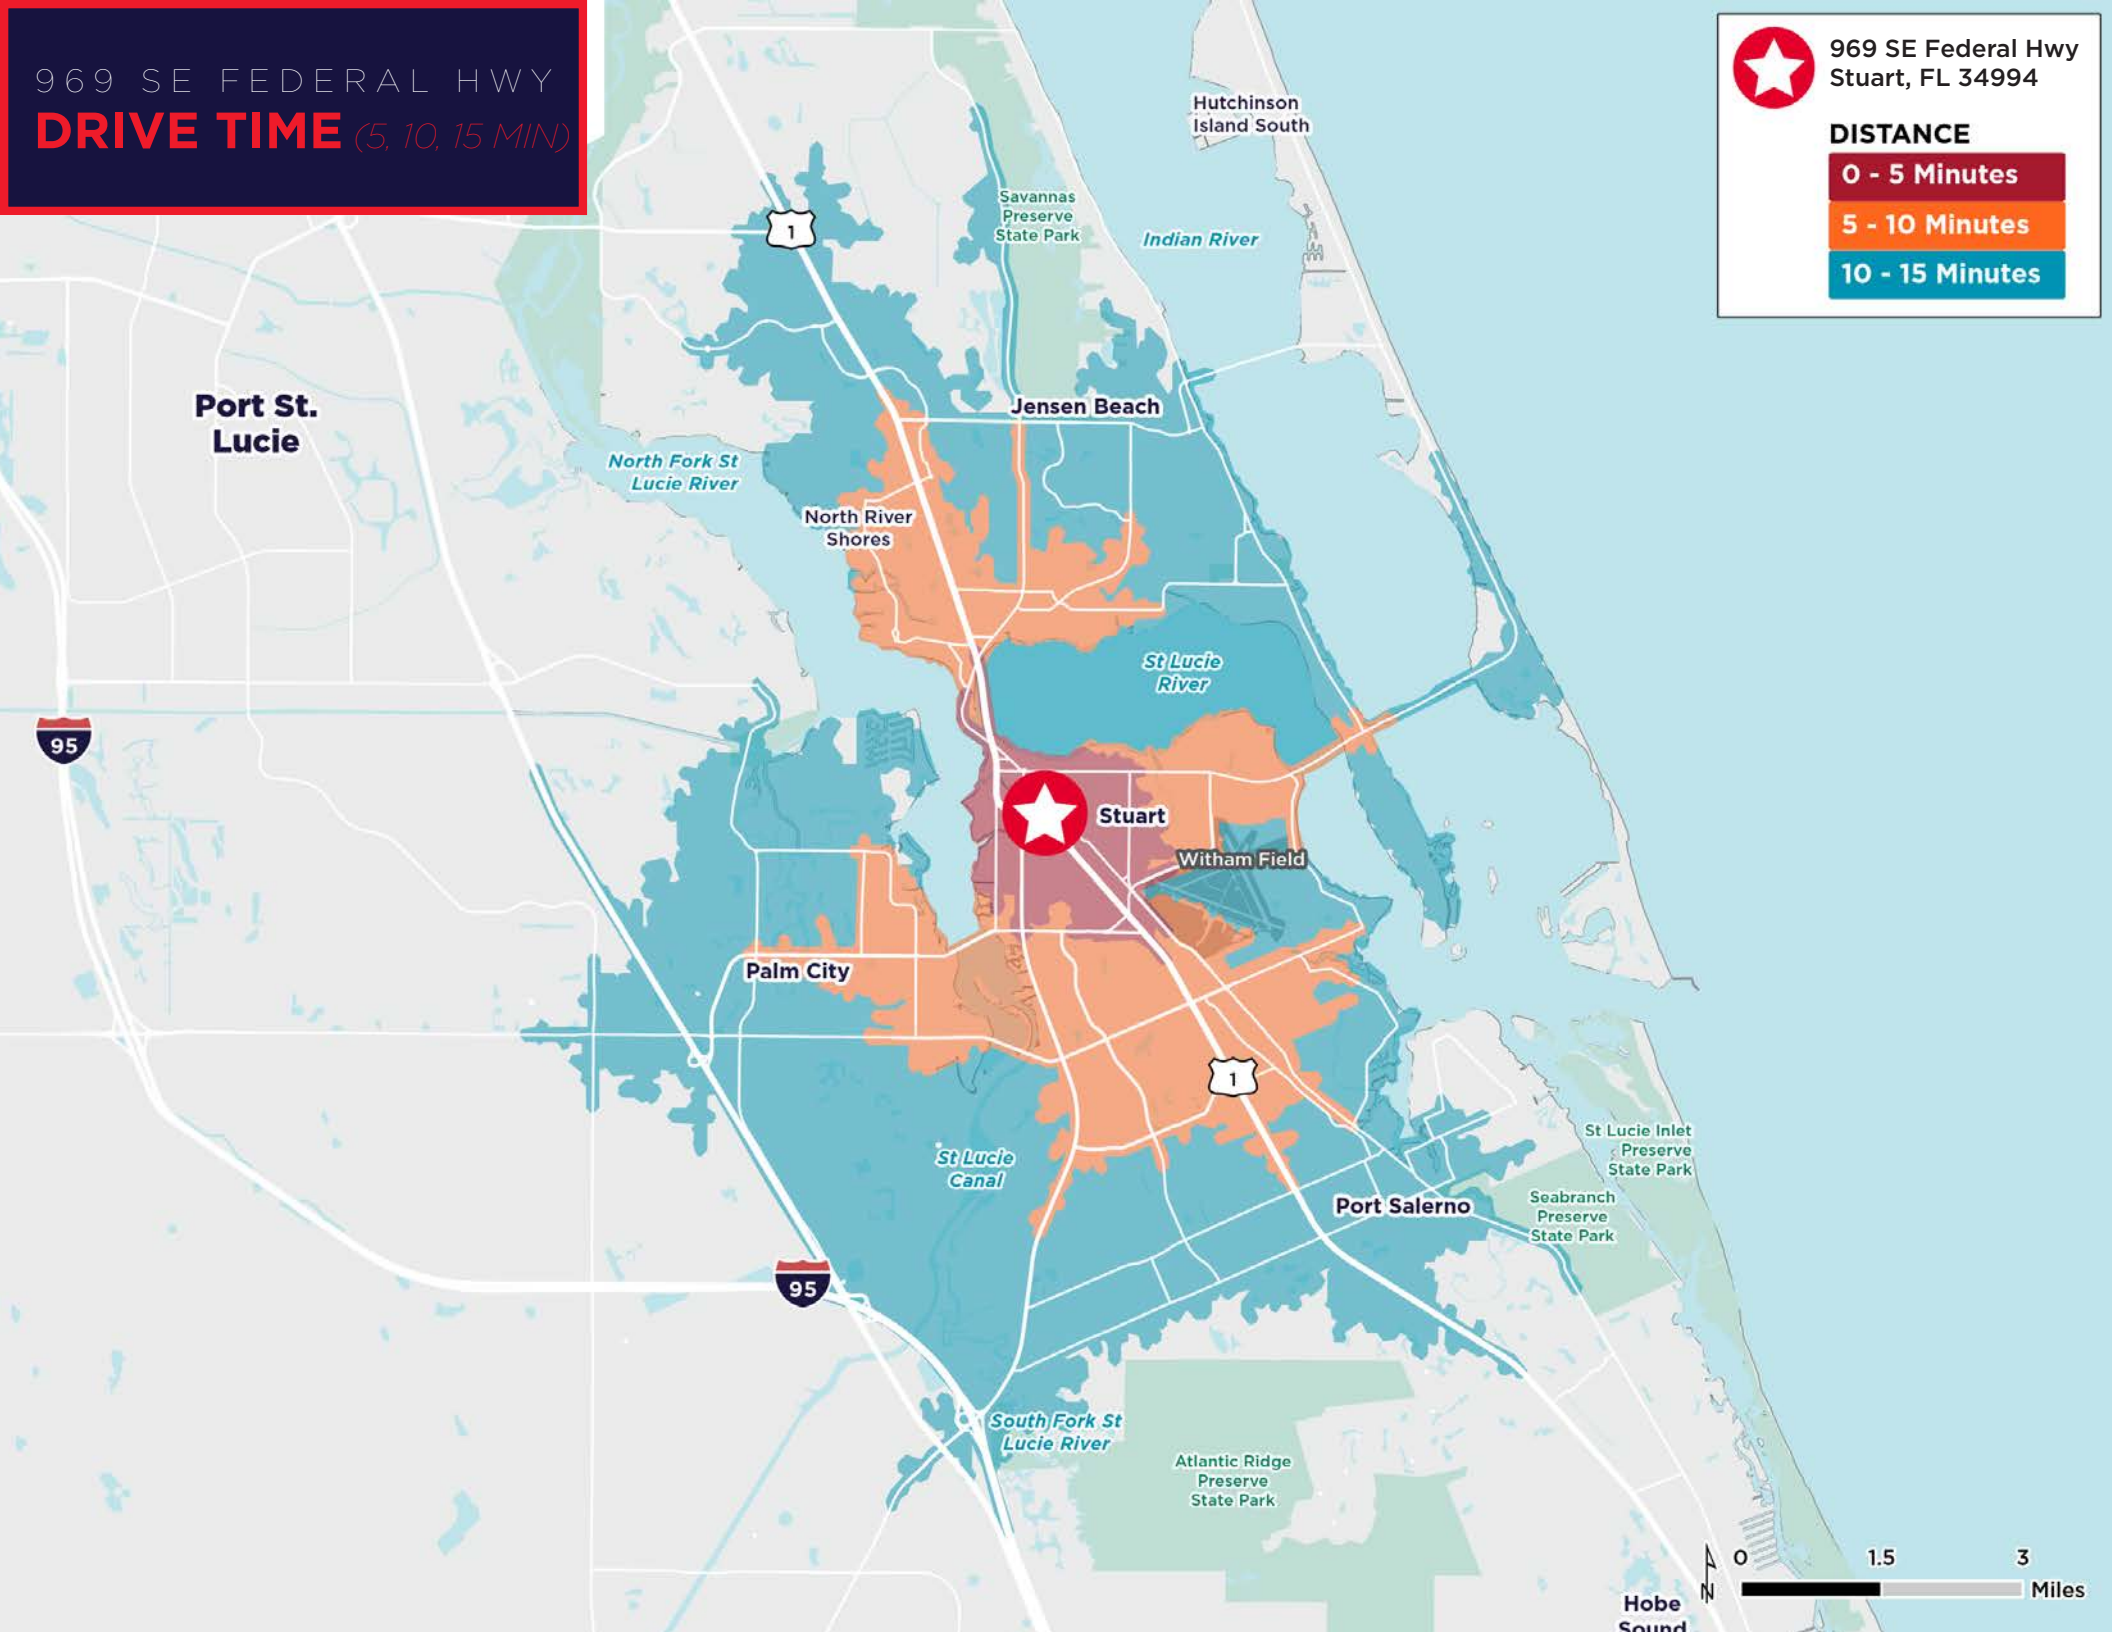 969 SE FEDERAL HWY
DRIVE TIME (5, 10, 15 MIN)
969 SE Federal Hwy
Stuart, FL 34994
DISTANCE
0 - 5 Minutes
5 - 10 Minutes
10 - 15 Minutes
Hutchinson
Island South
Savannas
Preserve
State Park
Indian River
1
Port St.
Lucie
Jensen Beach
North Fork St
Lucie River
North River
Shores
St Lucie
River
95
Stuart
Witham Field
Palm City
1
St Lucie
Canal
St Lucie Inlet
Preserve
State Park
Port Salerno
Seabranch
Preserve
State Park
95
South Fork St
Lucie River
Atlantic Ridge
Preserve
State Park
Hobe
Sound
N
0 1.5 3
Miles